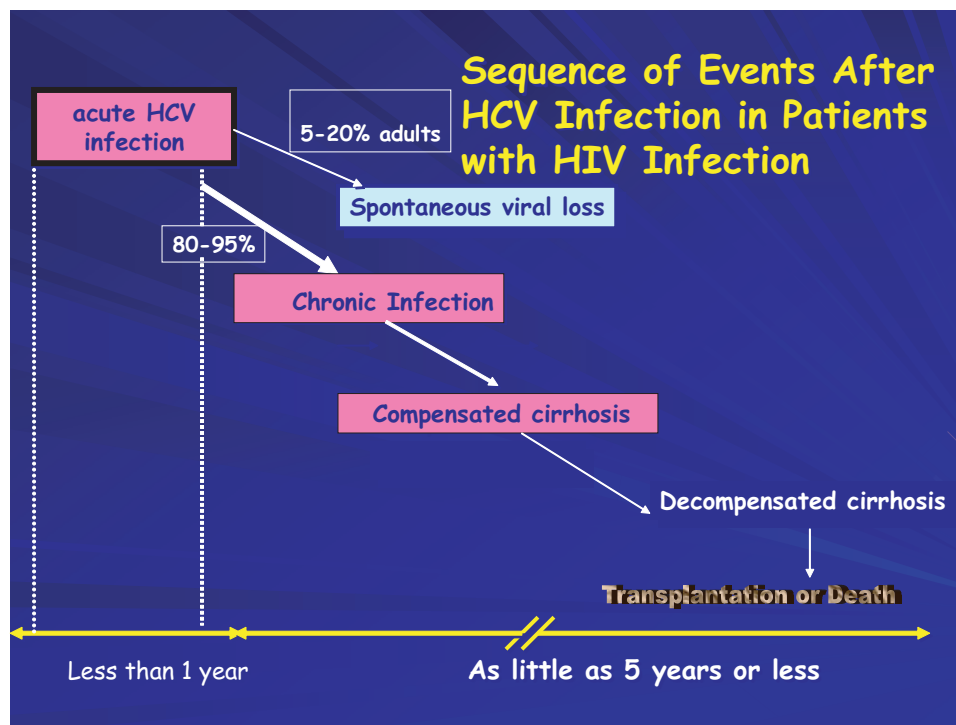 Sequence of Events After
HCV Infection in Patients
with HIV Infection
acute HCV
infection
5-20% adults
Spontaneous viral loss
80-95%
Chronic Infection
Compensated cirrhosis
Decompensated cirrhosis
Transplantation or Death
Less than 1 year
As little as 5 years or less